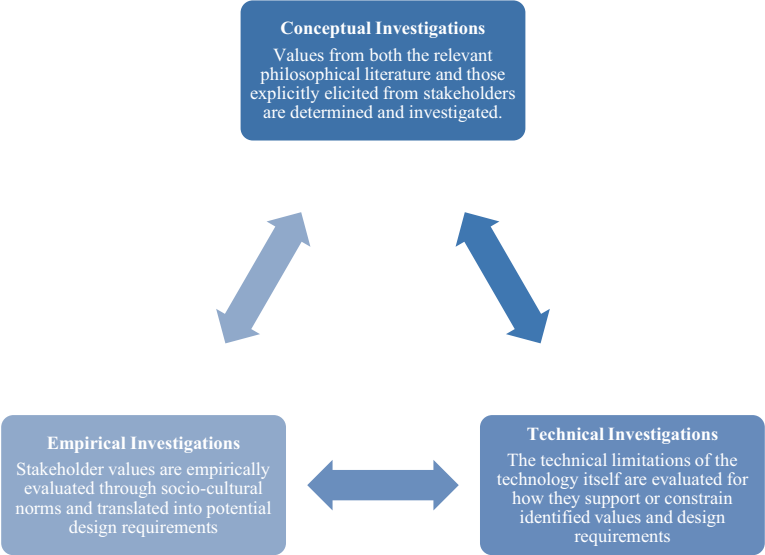 Conceptual Investigations
Values from both the relevant
philosophical literature and those
explicitly elicited from stakeholders
are determined and investigated.
Empirical Investigations
Stakeholder values are empirically
evaluated through socio-cultural
norms and translated into potential
design requirements
Technical Investigations
The technical limitations of the
technology itself are evaluated for
how they support or constrain
identified values and design
requirements